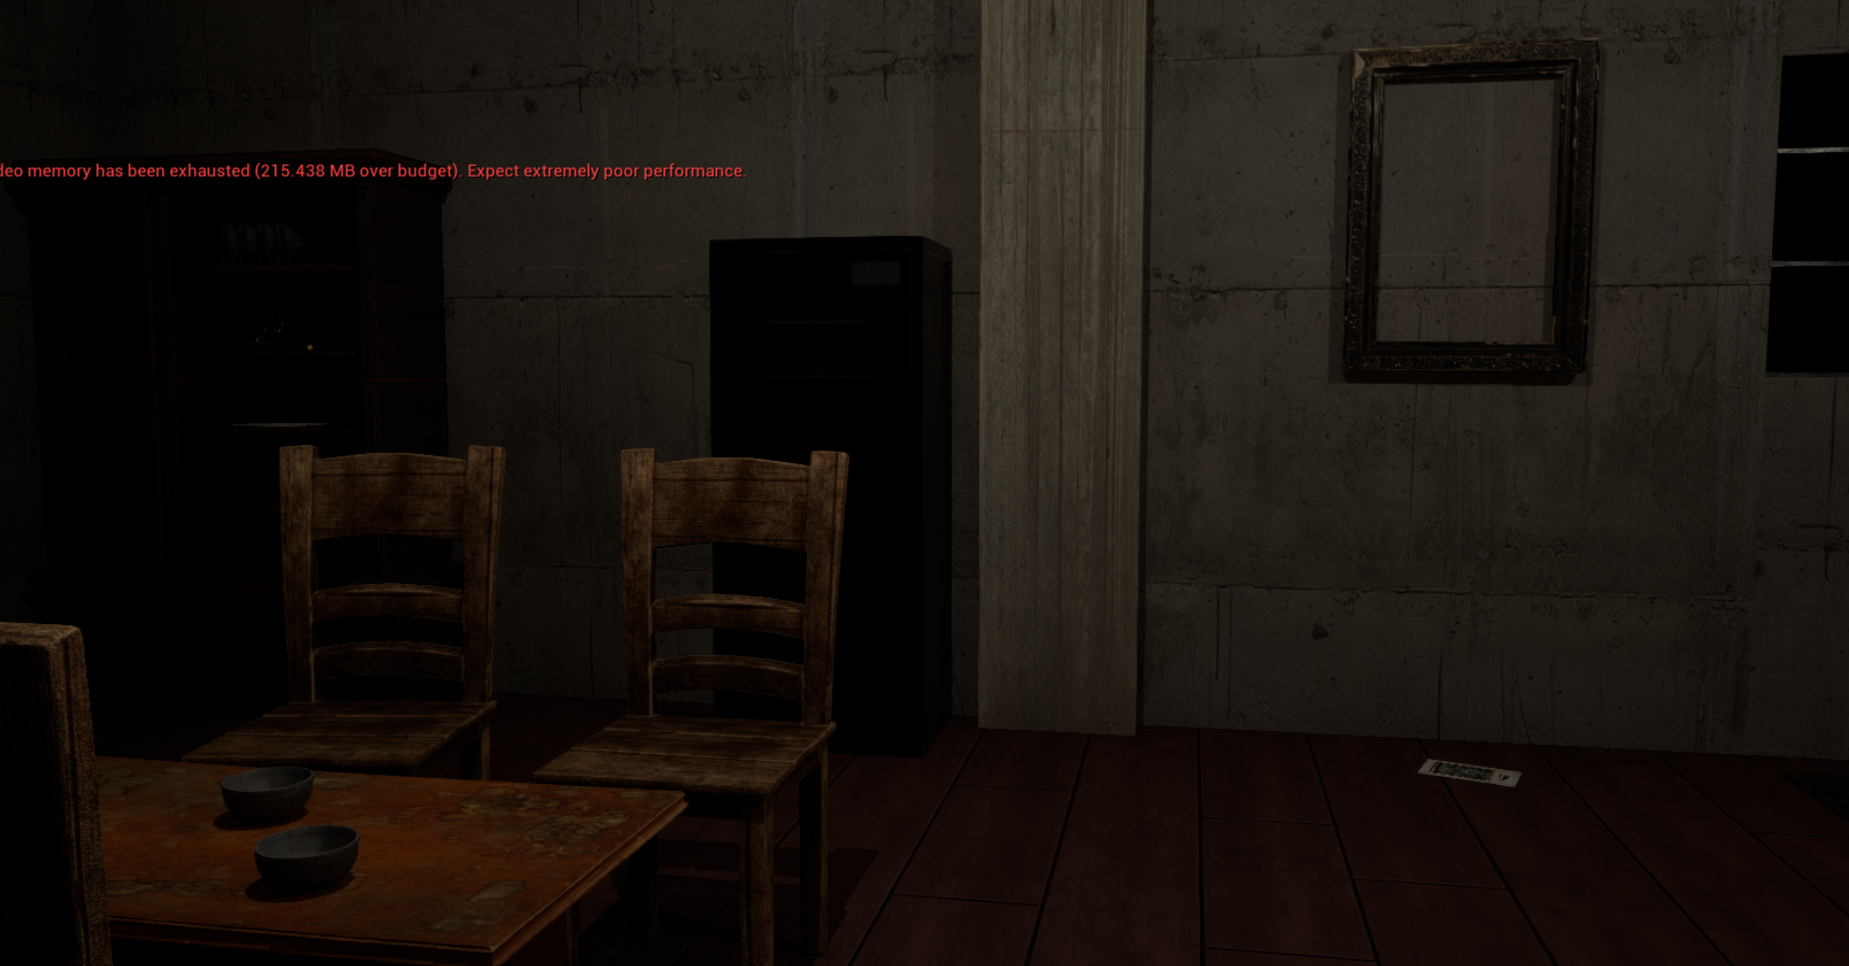 deo memory has been exhausted (215.438 MB over budget). Expect extremely poor performance.